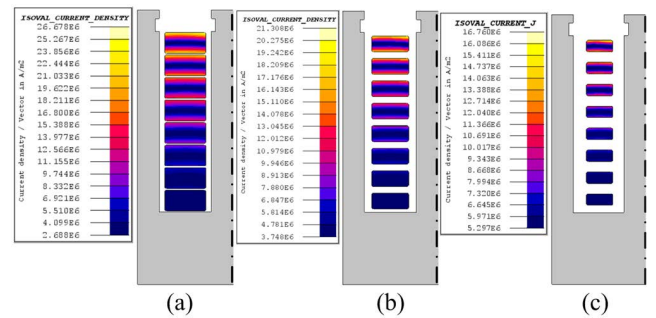 ISOVAL_CURRENT_DENSITY
26.678E6
25.267E6
23.856E6
22.444E6
21.033E6
19.622E6
18.211E6
16.800E6
15.388E6
13.977E6
12.566E6
11.155E6
9.744E6
8.332E6
6.921E6
5.510E6
4.099E6
2.688E6
Current density / Vector in A/m2
(a)
ISOVAL_CURRENT_DENSITY
21.308E6
20.275E6
19.242E6
18.209E6
17.176E6
16.143E6
15.110E6
14.078E6
13.045E6
12.012E6
10.979E6
9.946E6
8.913E6
7.880E6
6.847E6
5.814E6
4.781E6
3.748E6
Current density / Vector in A/m2
(b)
ISOVAL_CURRENT_J
16.760E6
16.086E6
15.411E6
14.737E6
14.063E6
13.388E6
12.714E6
12.040E6
11.366E6
10.691E6
10.017E6
9.343E6
8.668E6
7.994E6
7.320E6
6.645E6
5.971E6
5.297E6
Current density / Vector in A/m2
(c)